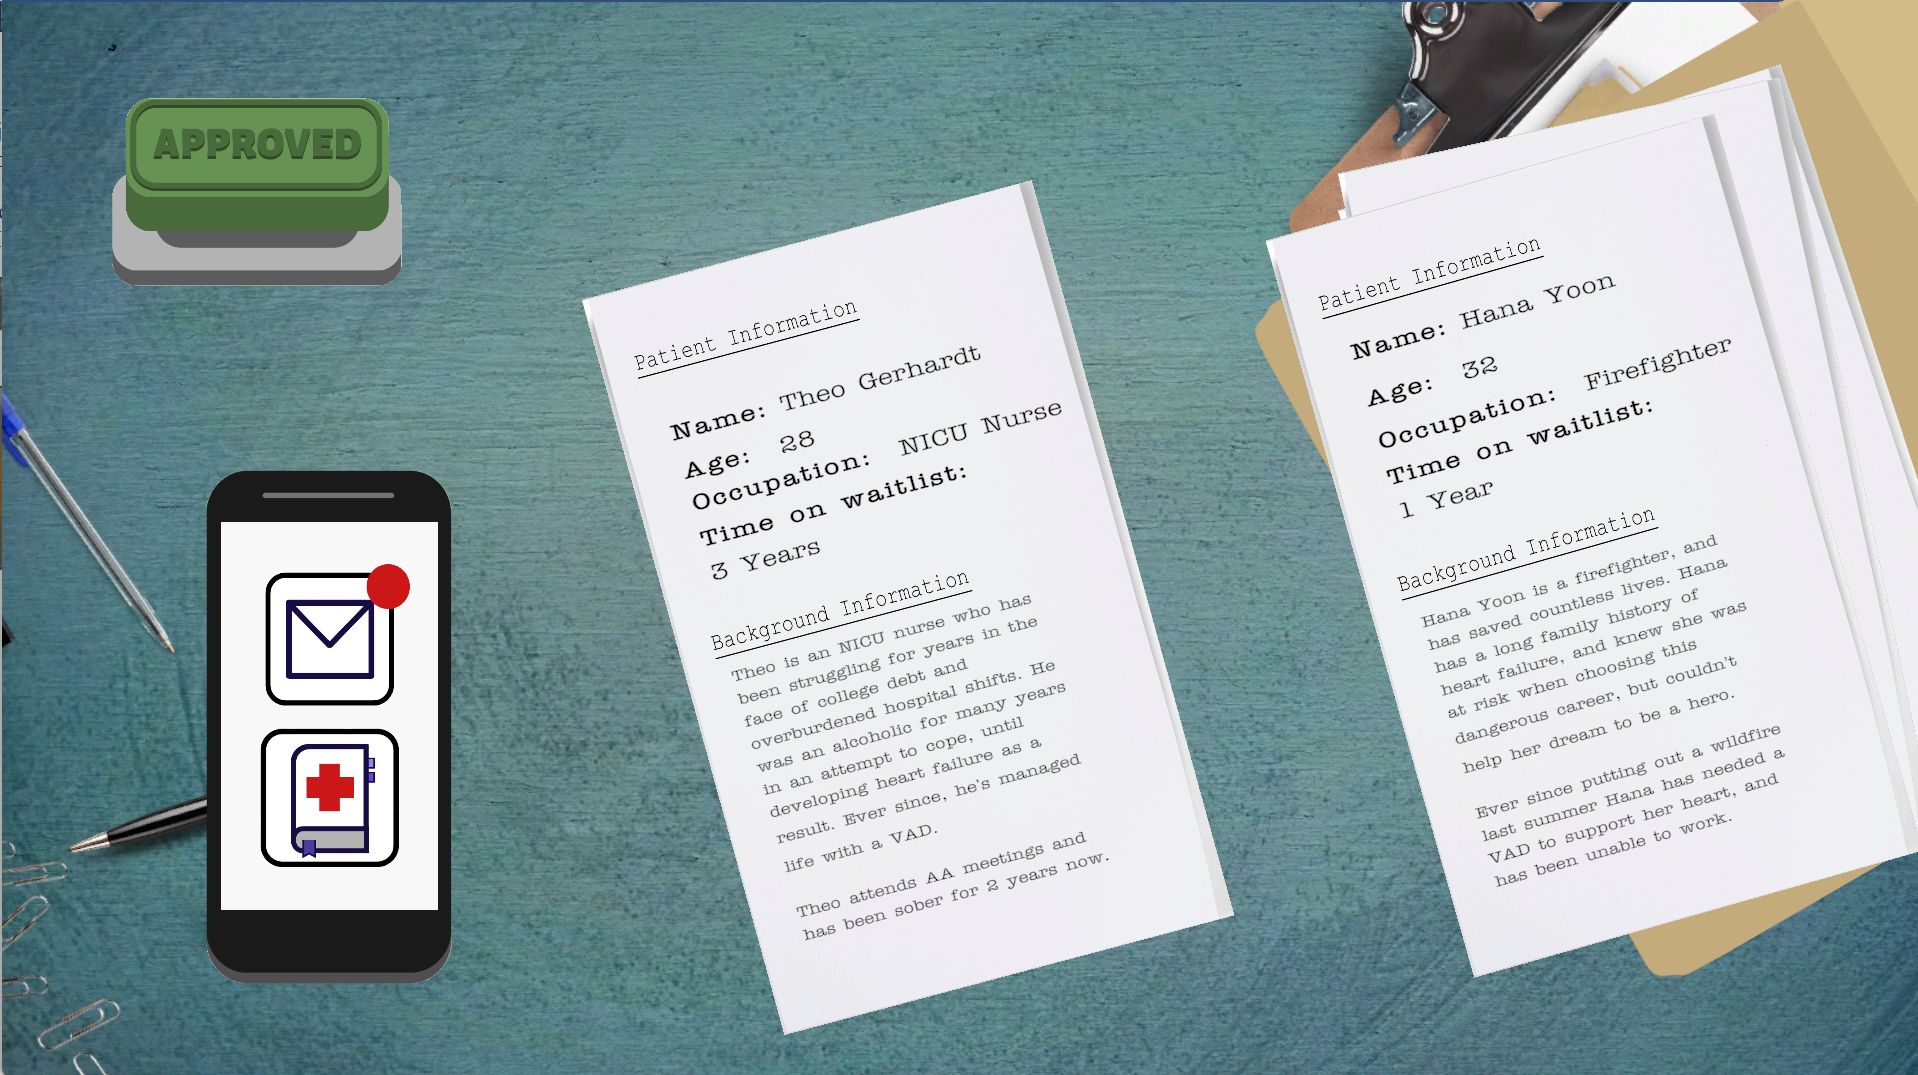 APPROVED
Patient Information
Name: Theo Gerhardt
Age: 28
Occupation: NICU Nurse
Time on waitlist:
3 Years
Background Information
Theo is an NICU nurse who has
been struggling for years in the
face of college debt and
overburdened hospital shifts. He
was an alcoholic for many years
in an attempt to cope, until
developing heart failure as a
result. Ever since, he's managed
life with a VAD.
Theo attends AA meetings and
has been sober for 2 years now.
Patient Information
Name: Hana Yoon
Age: 32
Occupation: Firefighter
Time on waitlist:
1 Year
Background Information
Hana Yoon is a firefighter, and
has saved countless lives. Hana
has a long family history of
heart failure, and knew she was
at risk when choosing this
dangerous career, but couldn't
help her dream to be a hero.
Ever since putting out a wildfire
last summer Hana has needed a
VAD to support her heart, and
has been unable to work.